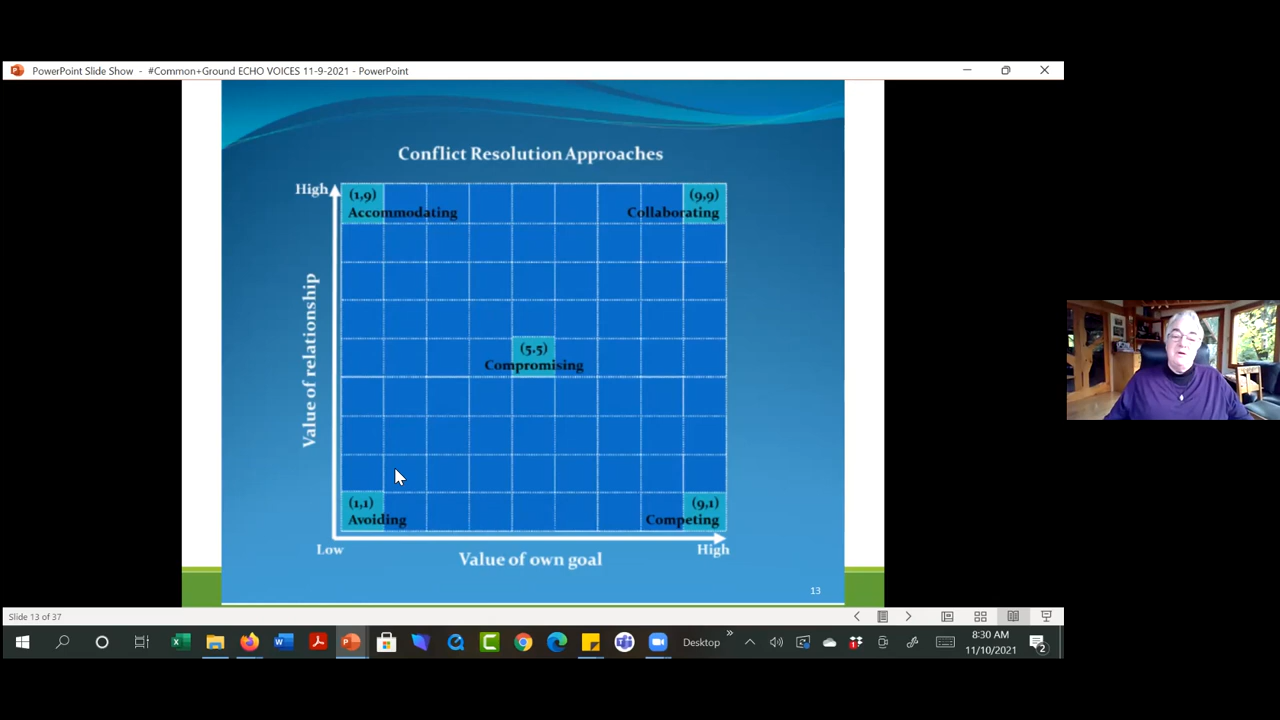 PowerPoint Slide Show - #Common+Ground ECHO VOICES 11-9-2021 - PowerPoint
Conflict Resolution Approaches
High
(1,9)
Accommodating
(9,9)
Collaborating
Value of relationship
(5,5)
Compromising
(1,1)
Avoiding
(9,1)
Competing
Low
Value of own goal
High
13
Slide 13 of 37
Desktop
8:30 AM
11/10/2021
2